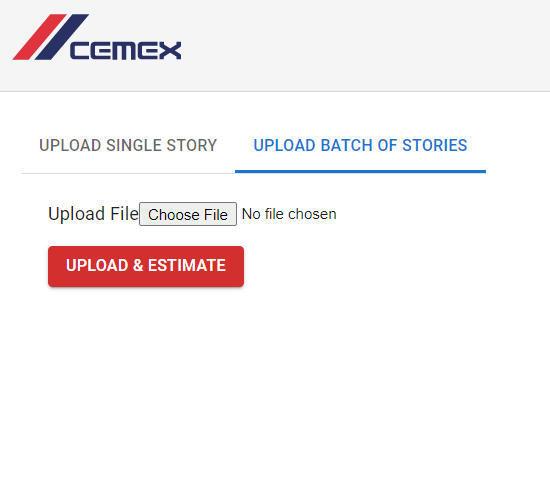 CEMEX
UPLOAD SINGLE STORY UPLOAD BATCH OF STORIES
Upload File Choose File No file chosen
UPLOAD & ESTIMATE